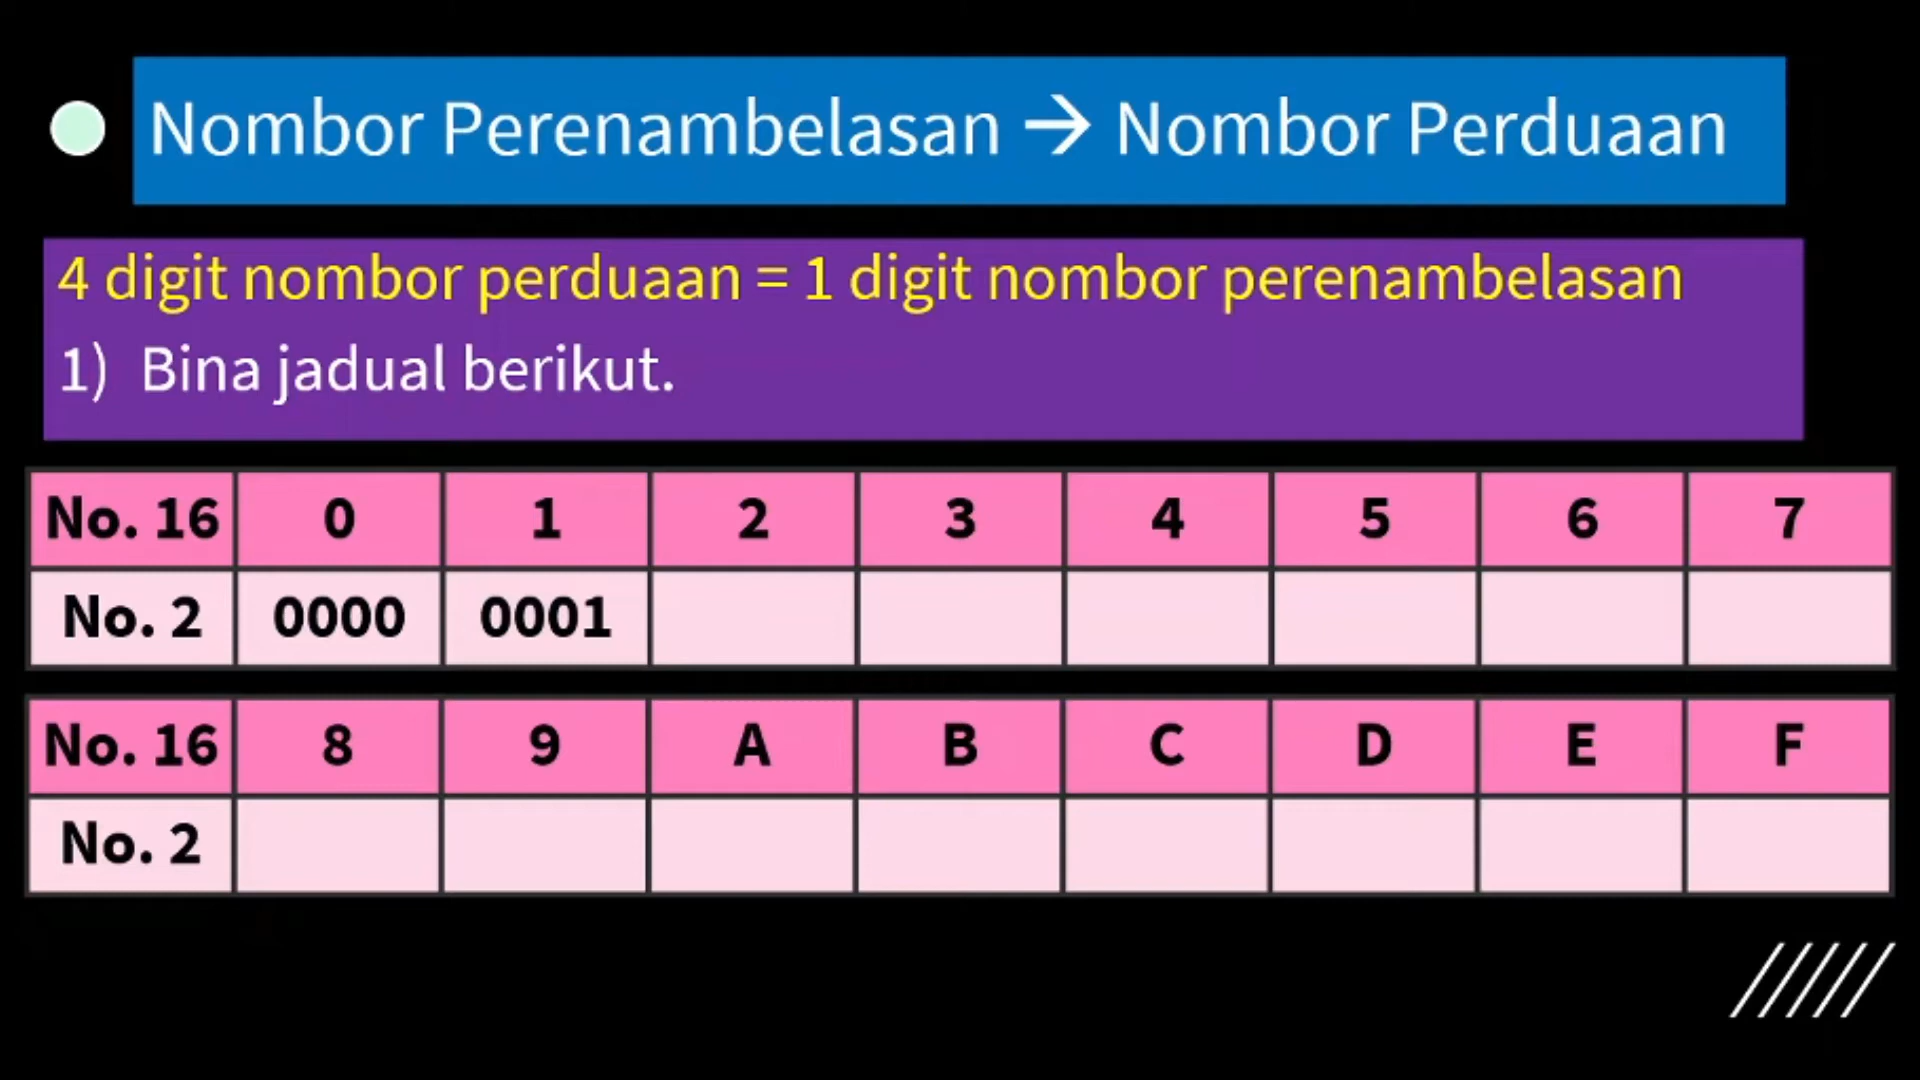 Nombor Perenambelasan → Nombor Perduaan
4 digit nombor perduaan = 1 digit nombor perenambelasan
1) Bina jadual berikut.
No. 16 0 1 2 3 4 5 6 7
No. 2 0000 0001
No. 16 8 9 A B C D E F
No. 2